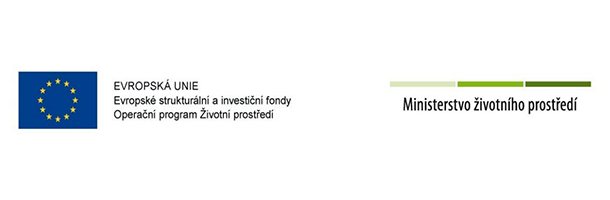 EVROPSKÁ UNIE
Evropské strukturální a investiční fondy
Operační program Životní prostředí
Ministerstvo životního prostředí